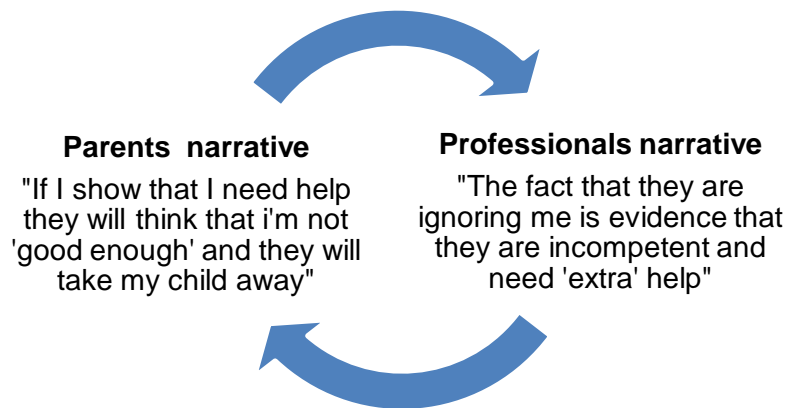 Parents narrative
"If I show that I need help
they will think that i'm not
'good enough' and they will
take my child away"
Professionals narrative
"The fact that they are
ignoring me is evidence that
they are incompetent and
need 'extra' help"